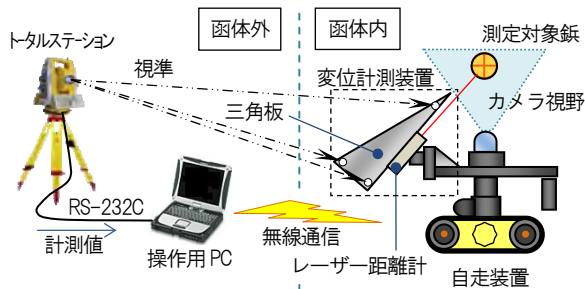 函体外
函体内
トータルステーション
視準
変位計測装置
測定対象鋲
三角板
カメラ視野
RS-232C
計測値
操作用PC
無線通信
レーザー距離計
自走装置